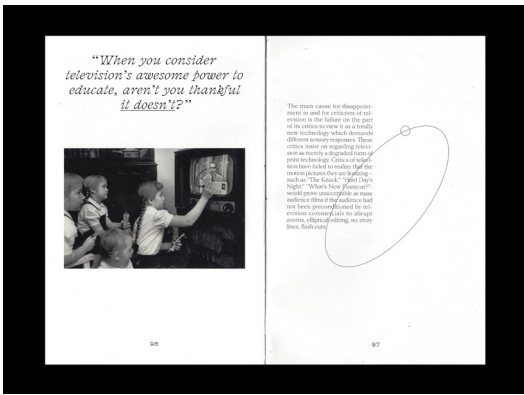 “When you consider
television’s awesome power to
educate, aren’t you thankful
it doesn’t?”
The main cause for disappoint-
ment in and for criticism of tel-
evision is the failure on the part
of its critics to view it as a totally
new technology which demands
different sensory responses. These
critics insist on regarding televi-
sion as merely a degraded form of
print technology. Critics of televi-
sion have failed to realize that the
motion pictures they are lionizing—
such as "The Knack," "Hard Day's
Night," "What's New Pussycat?"-
would prove unacceptable as mass
audience films if the audience had
not been preconditioned by tel-
evision commercials to abrupt
zooms, elliptical editing, no story
lines, flash cuts.
96
97